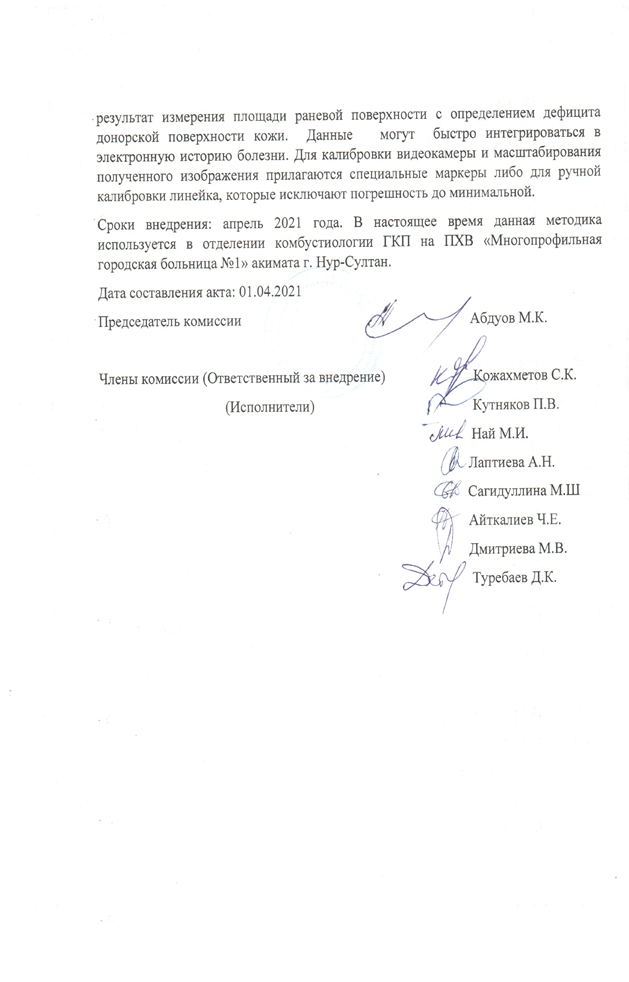 результат измерения площади раневой поверхности с определением дефицита
донорской поверхности кожи. Данные могут быстро интегрироваться в
электронную историю болезни. Для калибровки видеокамеры и масштабирования
полученного изображения прилагаются специальные маркеры либо для ручной
калибровки линейка, которые исключают погрешность до минимальной.
Сроки внедрения: апрель 2021 года. В настоящее время данная методика
используется в отделении комбустиологии ГКП на ПХВ «Многопрофильная
городская больница №1» акимата г. Нур-Султан.
Дата составления акта: 01.04.2021
Председатель комиссии Абдуов М.К.
Члены комиссии (Ответственный за внедрение) Кожахметов С.К.
(Исполнители) Кутняков П.В.
Най М.И.
Лаптиева А.Н.
Сагидуллина М.Ш
Айткалиев Ч.Е.
Дмитриева М.В.
Туребаев Д.К.